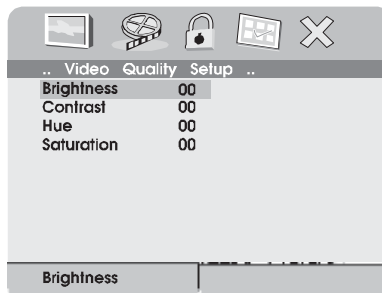 .. Video Quality Setup ..
Brightness 00
Contrast 00
Hue 00
Saturation 00
Brightness